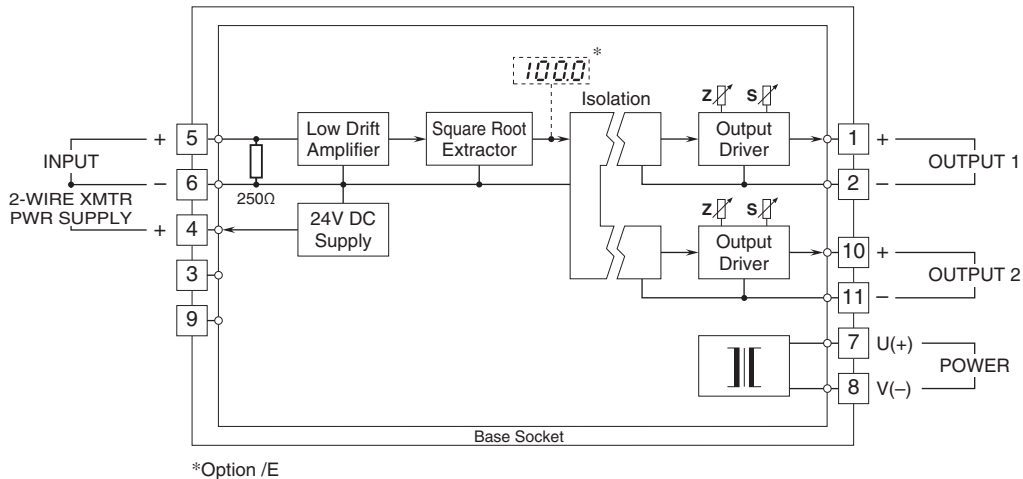 100.0
*
Isolation
Z S
5
+
Low Drift
Amplifier
Square Root
Extractor
Output
Driver
1
+
INPUT
OUTPUT 1
6
−
250Ω
2
−
2-WIRE XMTR
PWR SUPPLY
+
4
24V DC
Supply
Z S
Output
Driver
10
+
3
OUTPUT 2
11
−
9
7
U(+)
POWER
8
V(−)
Base Socket
*Option /E